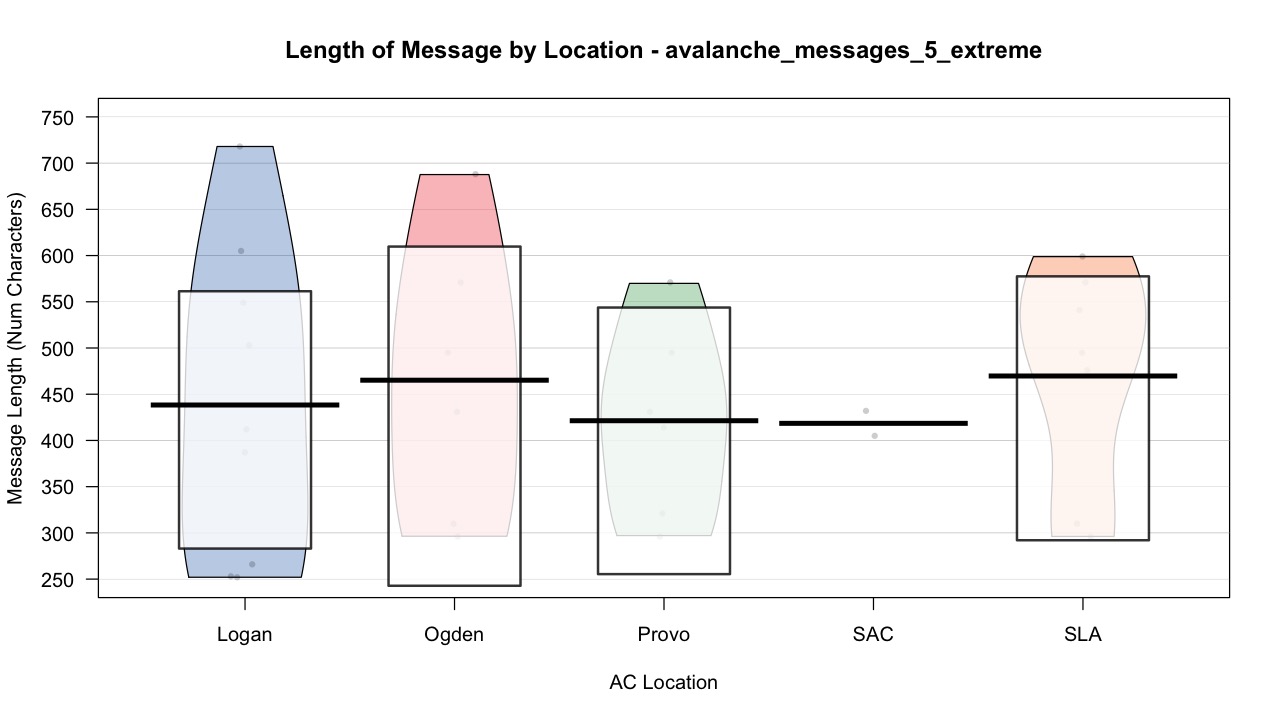 Length of Message by Location - avalanche_messages_5_extreme
Message Length (Num Characters)
750
700
650
600
550
500
450
400
350
300
250
Logan
Ogden
Provo
SAC
SLA
AC Location